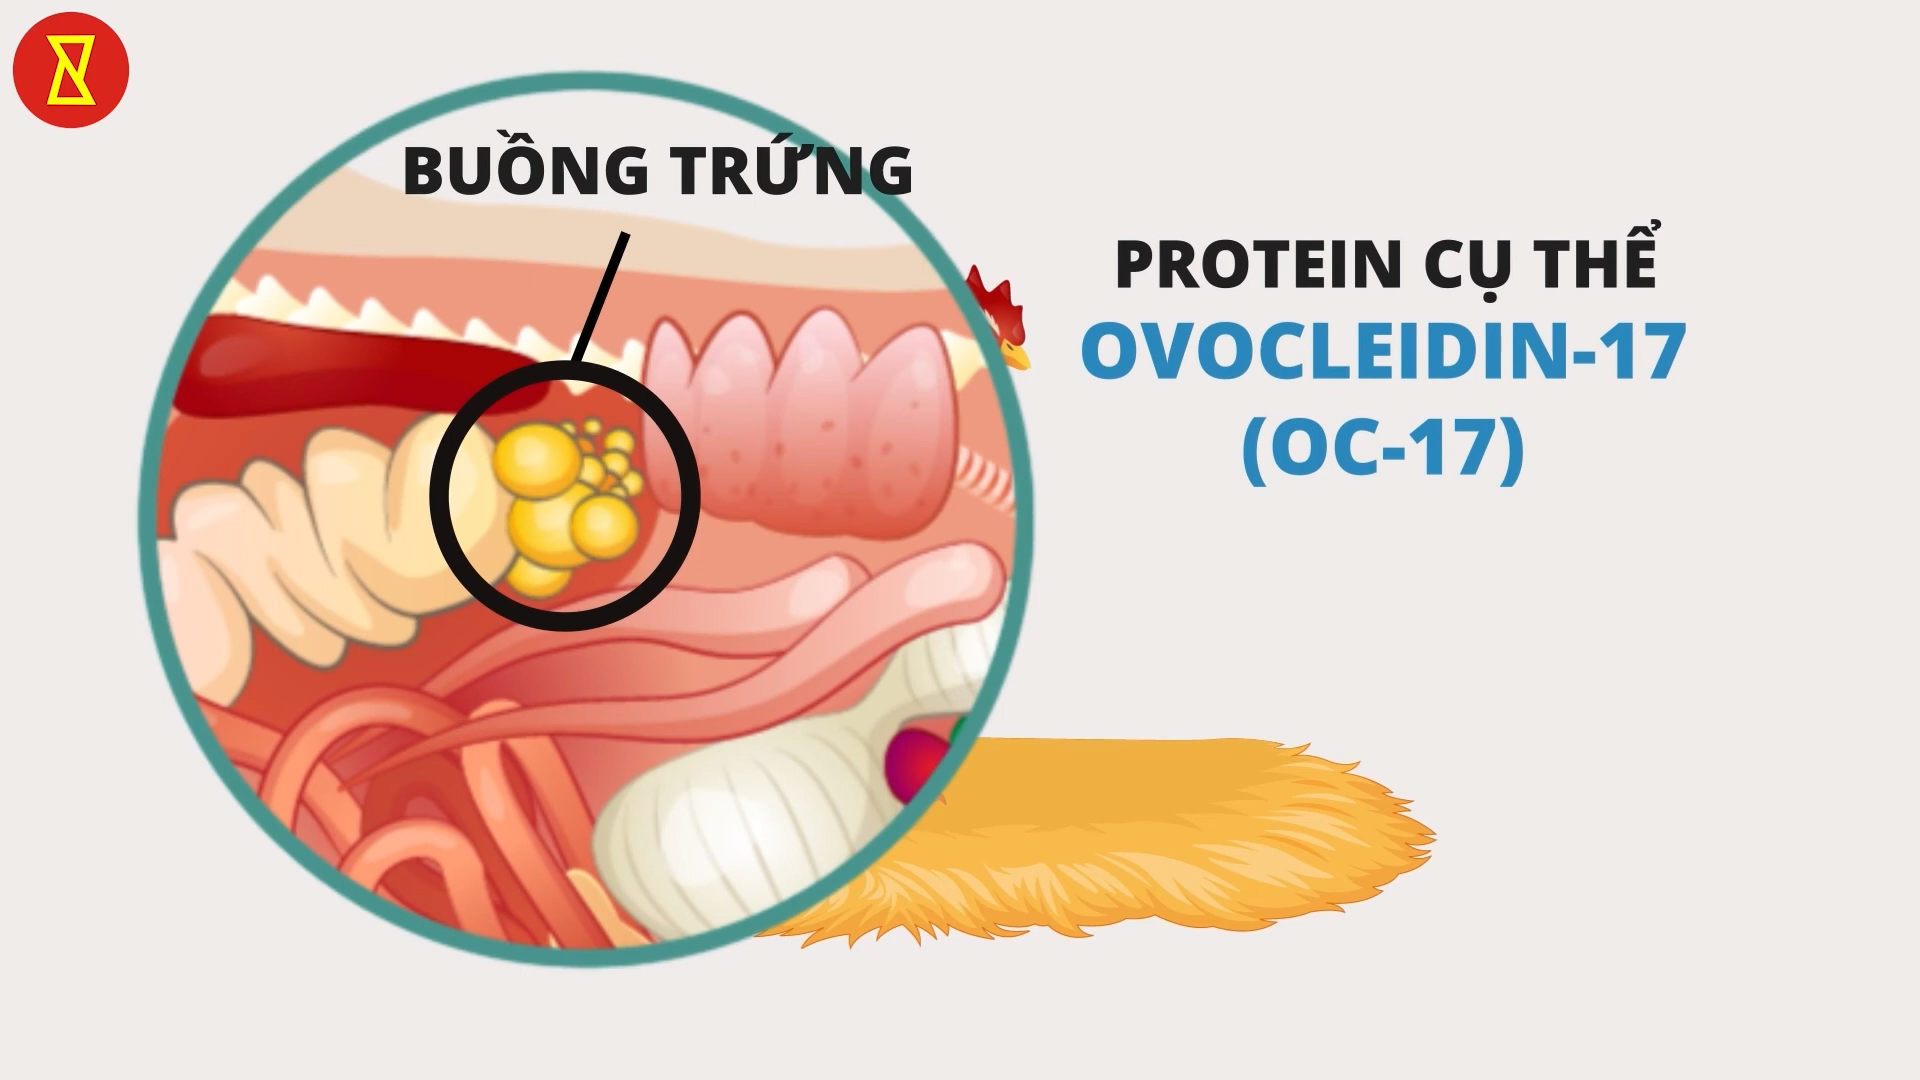 BUỒNG TRỨNG
PROTEIN CỤ THỂ
OVOCLEIDIN-17
(OC-17)